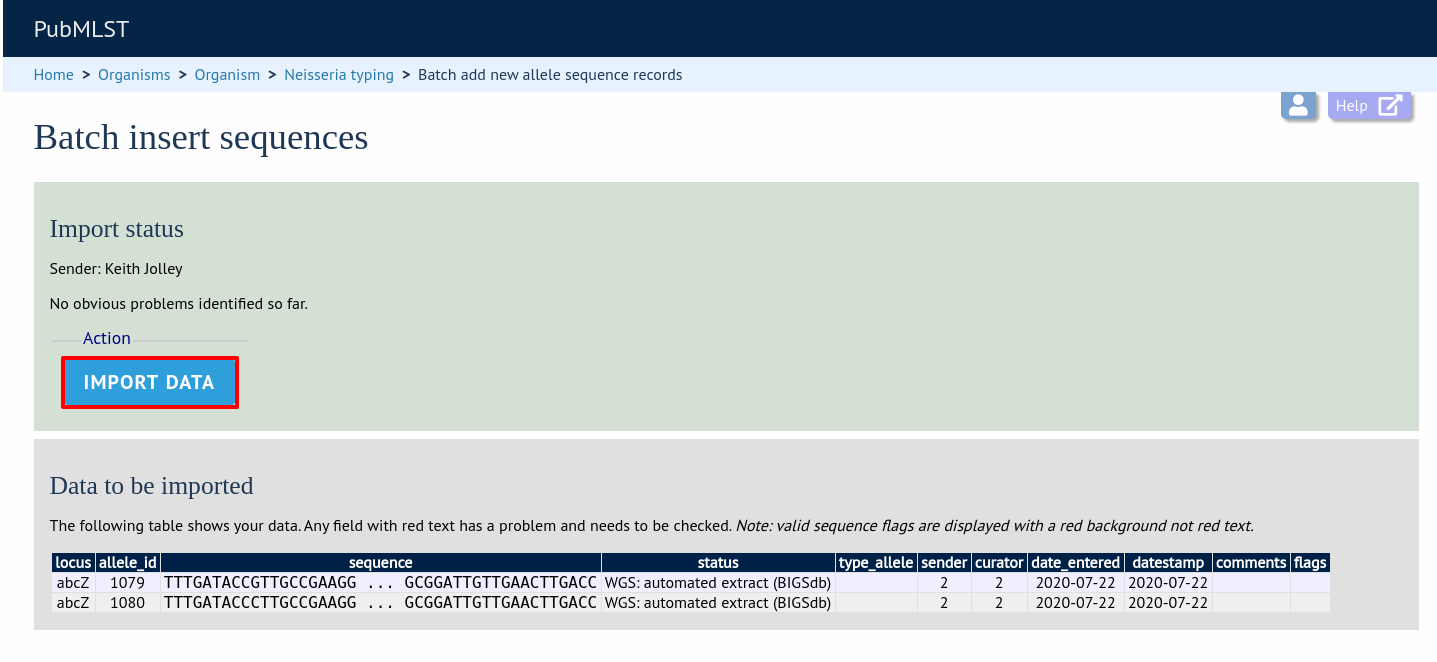 PubMLST
Home > Organisms > Organism > Neisseria typing > Batch add new allele sequence records
Help
Batch insert sequences
Import status
Sender: Keith Jolley
No obvious problems identified so far.
Action
IMPORT DATA
Data to be imported
The following table shows your data. Any field with red text has a problem and needs to be checked. Note: valid sequence flags are displayed with a red background not red text.
locus allele_id sequence status type_allele sender curator date_entered datestamp comments flags
abcZ 1079 TTTGATACCGTTGCCGAAGG ... GCGGATTGTTGAACTTGACC WGS: automated extract (BIGSdb) 2 2 2020-07-22 2020-07-22
abcZ 1080 TTTGATACCCTTGCCGAAGG ... GCGGATTGTTGAACTTGACC WGS: automated extract (BIGSdb) 2 2 2020-07-22 2020-07-22